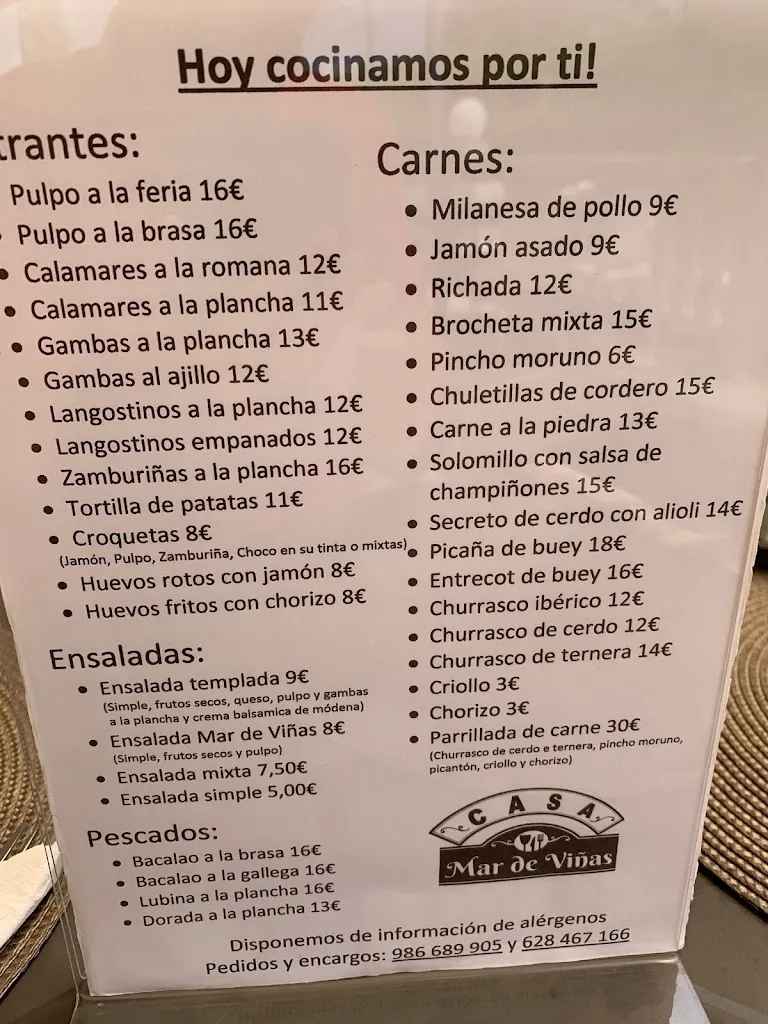 Hoy cocinamos por ti!
trantes:
Pulpo a la feria 16€
• Pulpo a la brasa 16€
• Calamares a la romana 12€
• Calamares a la plancha 11€
• Gambas a la plancha 13€
• Gambas al ajillo 12€
• Langostinos a la plancha 12€
• Langostinos empanados 12€
• Zamburiñas a la plancha 16€
• Tortilla de patatas 11€
• Croquetas 8€
(Jamón, Pulpo, Zamburiña, Choco en su tinta o mixtas)
• Huevos rotos con jamón 8€
• Huevos fritos con chorizo 8€
Ensaladas:
• Ensalada templada 9€
(Simple, frutos secos, queso, pulpo y gambas
a la plancha y crema balsamica de módena)
• Ensalada Mar de Viñas 8€
(Simple, frutos secos y pulpo)
• Ensalada mixta 7,50€
• Ensalada simple 5,00€
Pescados:
• Bacalao a la brasa 16€
• Bacalao a la gallega 16€
• Lubina a la plancha 16€
• Dorada a la plancha 13€
Carnes:
• Milanesa de pollo 9€
• Jamón asado 9€
• Richada 12€
• Brocheta mixta 15€
• Pincho moruno 6€
• Chuletillas de cordero 15€
• Carne a la piedra 13€
• Solomillo con salsa de
champiñones 15€
• Secreto de cerdo con alioli 14€
• Picaña de buey 18€
• Entrecot de buey 16€
• Churrasco ibérico 12€
• Churrasco de cerdo 12€
• Churrasco de ternera 14€
• Criollo 3€
• Chorizo 3€
• Parrillada de carne 30€
(Churrasco de cerdo e ternera, pincho moruno,
picantón, criollo y chorizo)
CASA
Mar de Viñas
Disponemos de información de alérgenos
Pedidos y encargos: 986 689 905 y 628 467 166